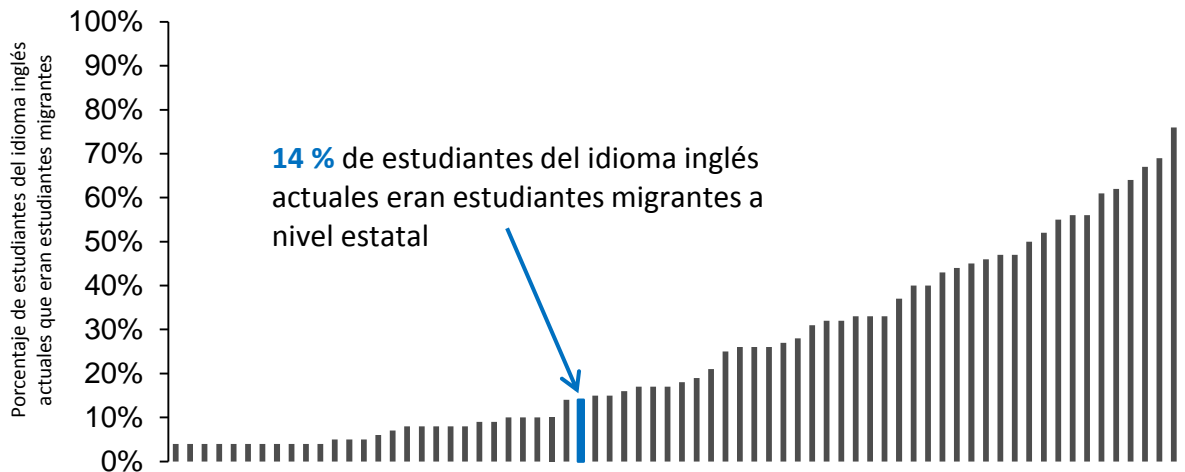 Porcentaje de estudiantes del idioma inglés
actuales que eran estudiantes migrantes
100%
90%
80%
70%
60%
50%
40%
30%
20%
10%
0%
14 % de estudiantes del idioma inglés
actuales eran estudiantes migrantes a
nivel estatal